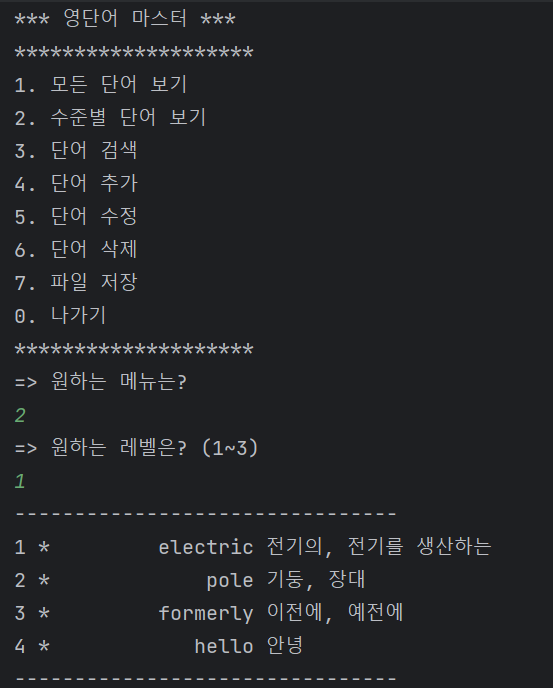 *** 영단어 마스터 ***
********************
1. 모든 단어 보기
2. 수준별 단어 보기
3. 단어 검색
4. 단어 추가
5. 단어 수정
6. 단어 삭제
7. 파일 저장
0. 나가기
********************
=> 원하는 메뉴는?
2
=> 원하는 레벨은? (1~3)
1
--------------------------------
1 *         electric 전기의, 전기를 생산하는
2 *             pole 기둥, 장대
3 *         formerly 이전에, 예전에
4 *            hello 안녕
--------------------------------